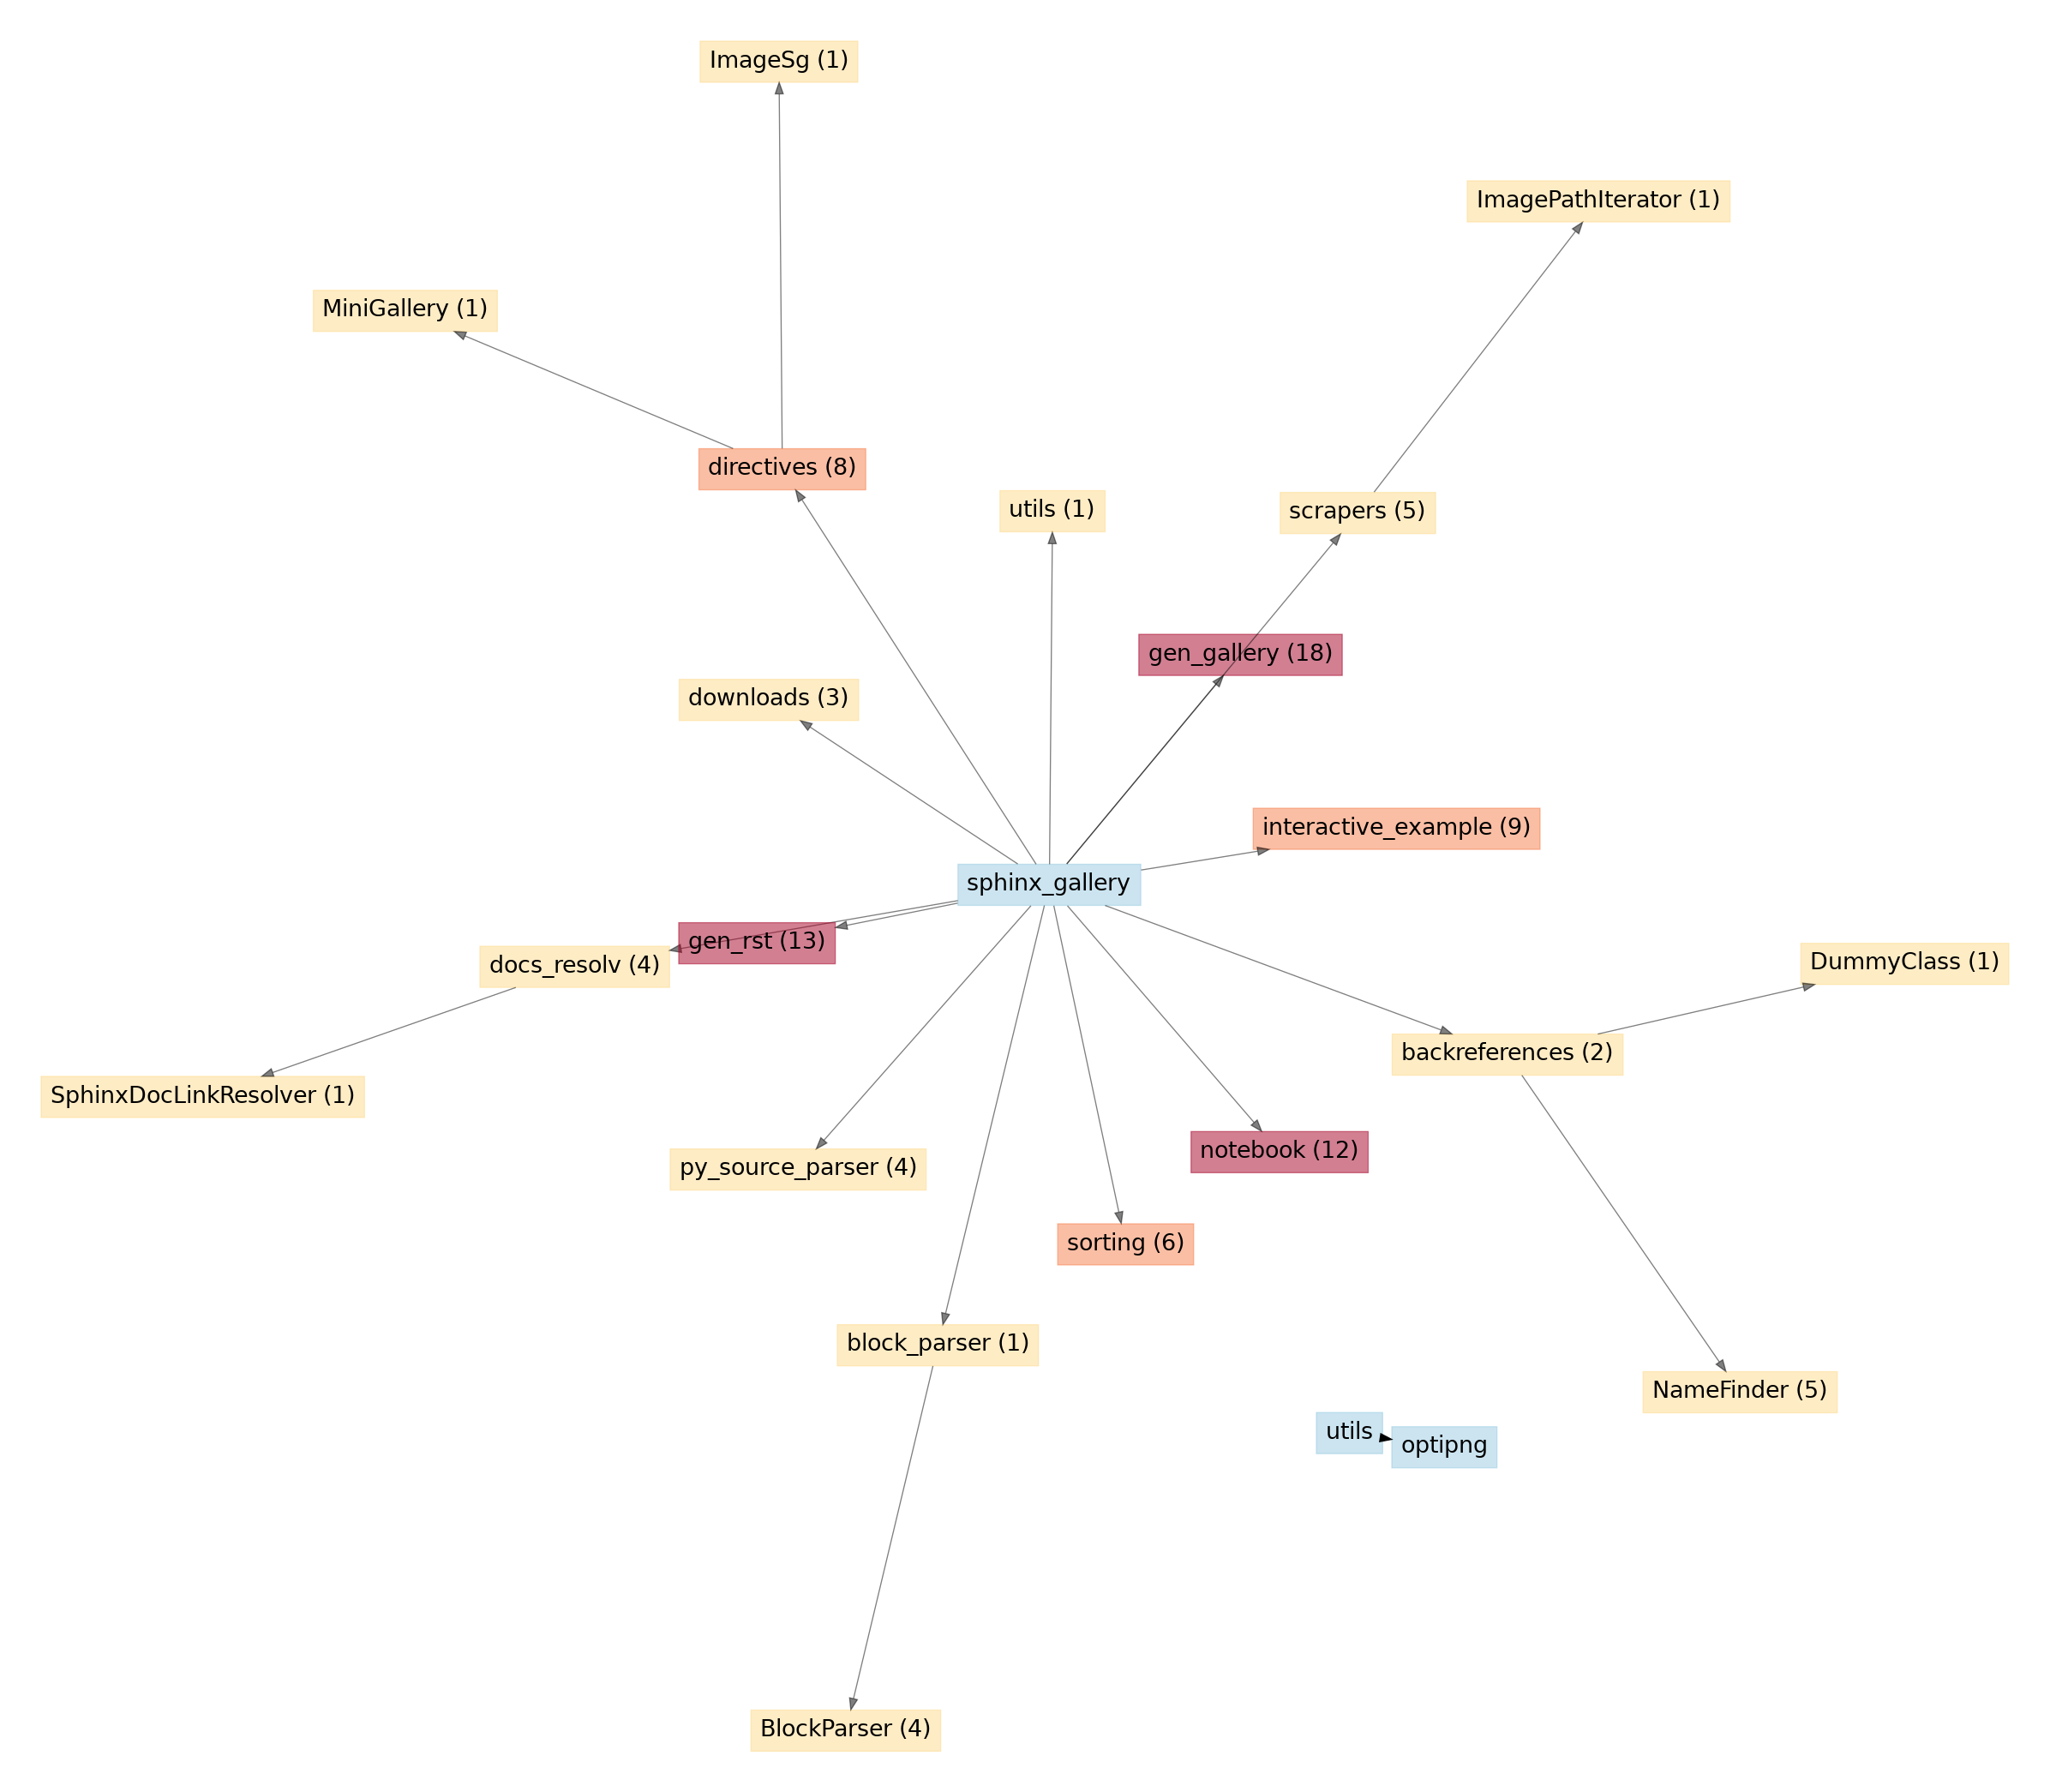 ImageSg (1)
ImagePathIterator (1)
MiniGallery (1)
directives (8)
utils (1)
scrapers (5)
gen_gallery (18)
downloads (3)
interactive_example (9)
sphinx_gallery
gen_rst (13)
docs_resolv (4)
DummyClass (1)
backreferences (2)
SphinxDocLinkResolver (1)
notebook (12)
py_source_parser (4)
sorting (6)
block_parser (1)
NameFinder (5)
utils
optipng
BlockParser (4)